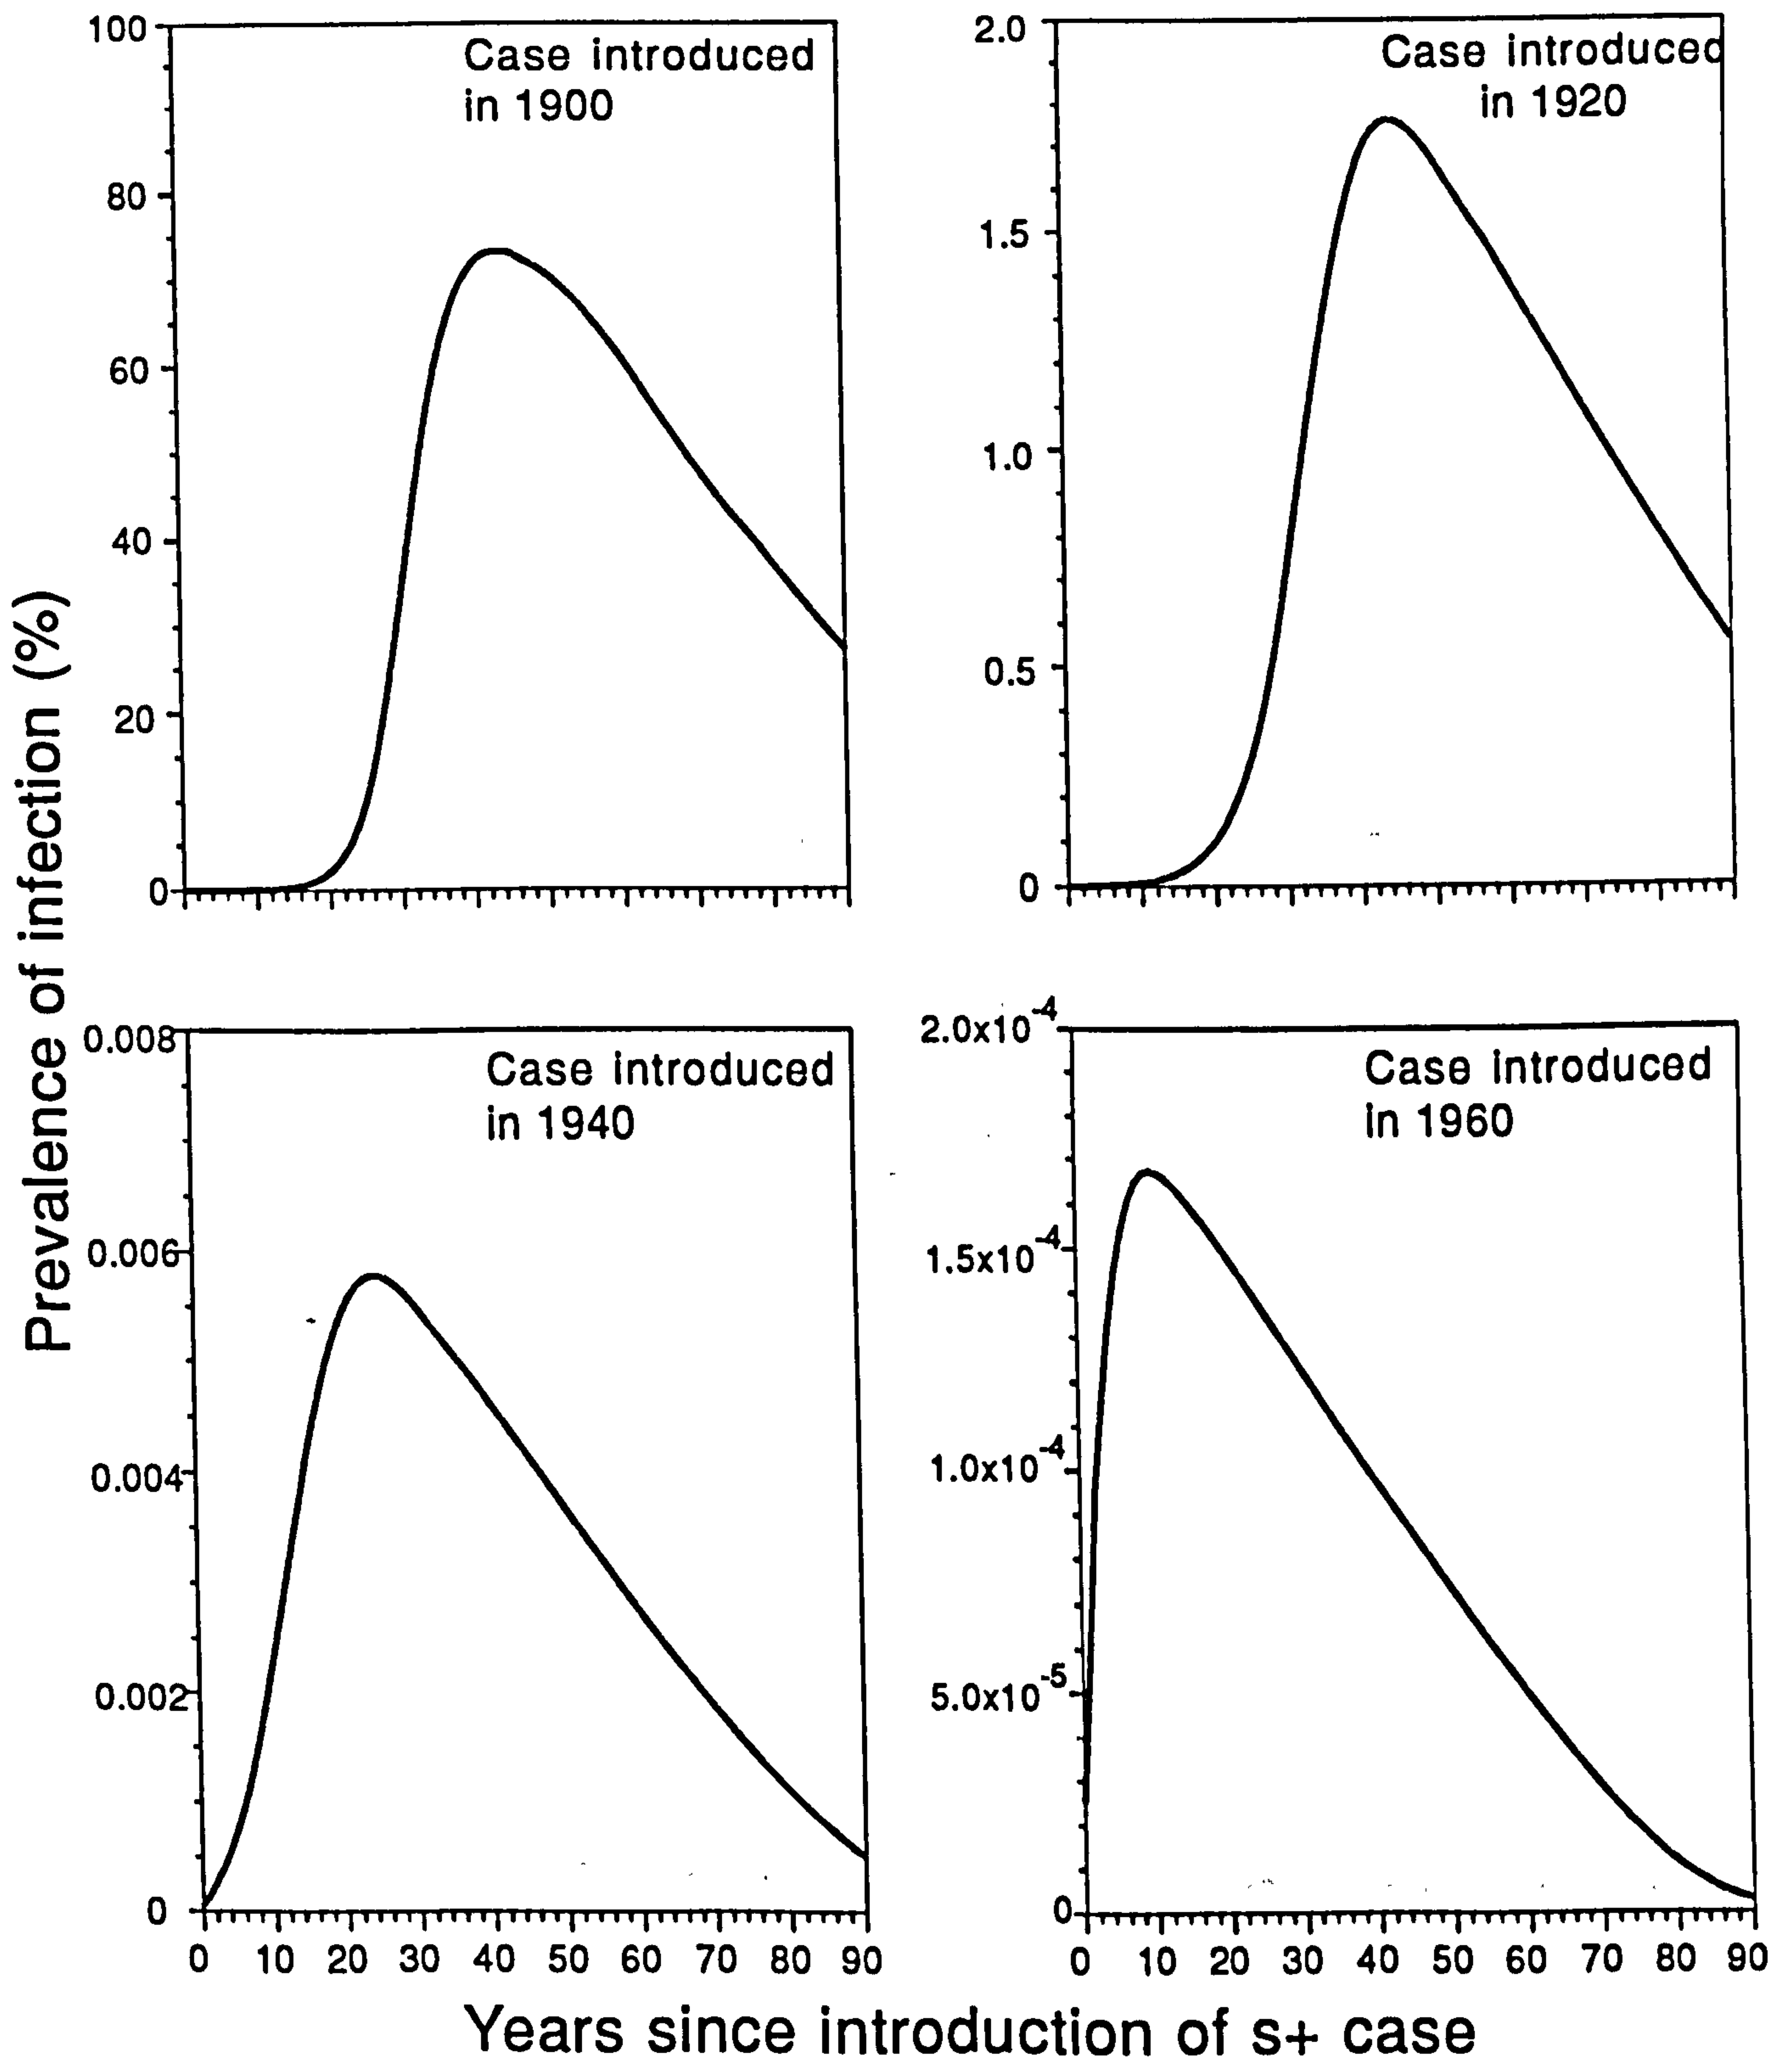 Prevalence of infection (%)
Case introduced
in 1900
100
80
60
40
20
0
Case introduced
in 1920
2.0
1.5
1.0
0.5
0
Case introduced
in 1940
0.008
0.006
0.004
0.002
0
0 10 20 30 40 50 60 70 80 90
Case introduced
in 1960
2.0x10-4
1.5x10-4
1.0x10-4
5.0x10-5
0
0 10 20 30 40 50 60 70 80 90
Years since introduction of s+ case